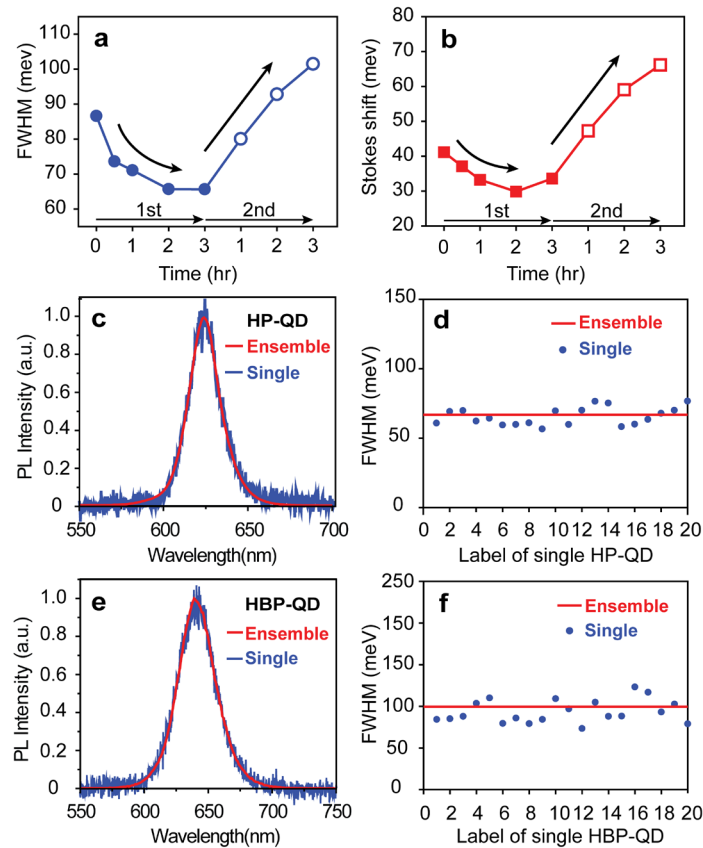 a
FWHM (mev)
110
100
90
80
70
60
1st
2nd
0 1 2 3 1 2 3
Time (hr)
b
Stokes shift (mev)
80
70
60
50
40
30
20
1st
2nd
0 1 2 3 1 2 3
Time (hr)
c
HP-QD
Ensemble
Single
PL Intensity (a.u.)
1.0
0.8
0.6
0.4
0.2
0
550 600 650 700
Wavelength(nm)
d
Ensemble
Single
FWHM (meV)
150
100
50
0
0 2 4 6 8 10 12 14 16 18 20
Label of single HP-QD
e
HBP-QD
Ensemble
Single
PL Intensity (a.u.)
1.0
0.8
0.6
0.4
0.2
0
550 600 650 700 750
Wavelength(nm)
f
Ensemble
Single
FWHM (meV)
250
200
100
50
0
0 2 4 6 8 10 12 14 16 18 20
Label of single HBP-QD